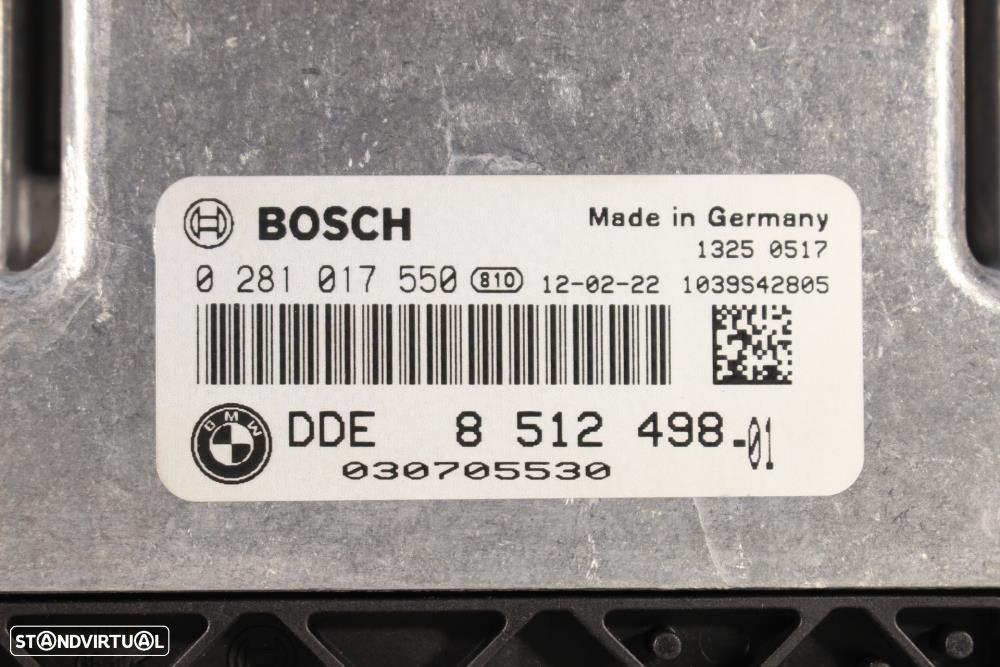 BOSCH
Made in Germany
1325 0517
0 281 017 550 810 12-02-22 1039S42805
BMW
DDE 8 512 498-01
030705530
STANDVIRTUAL